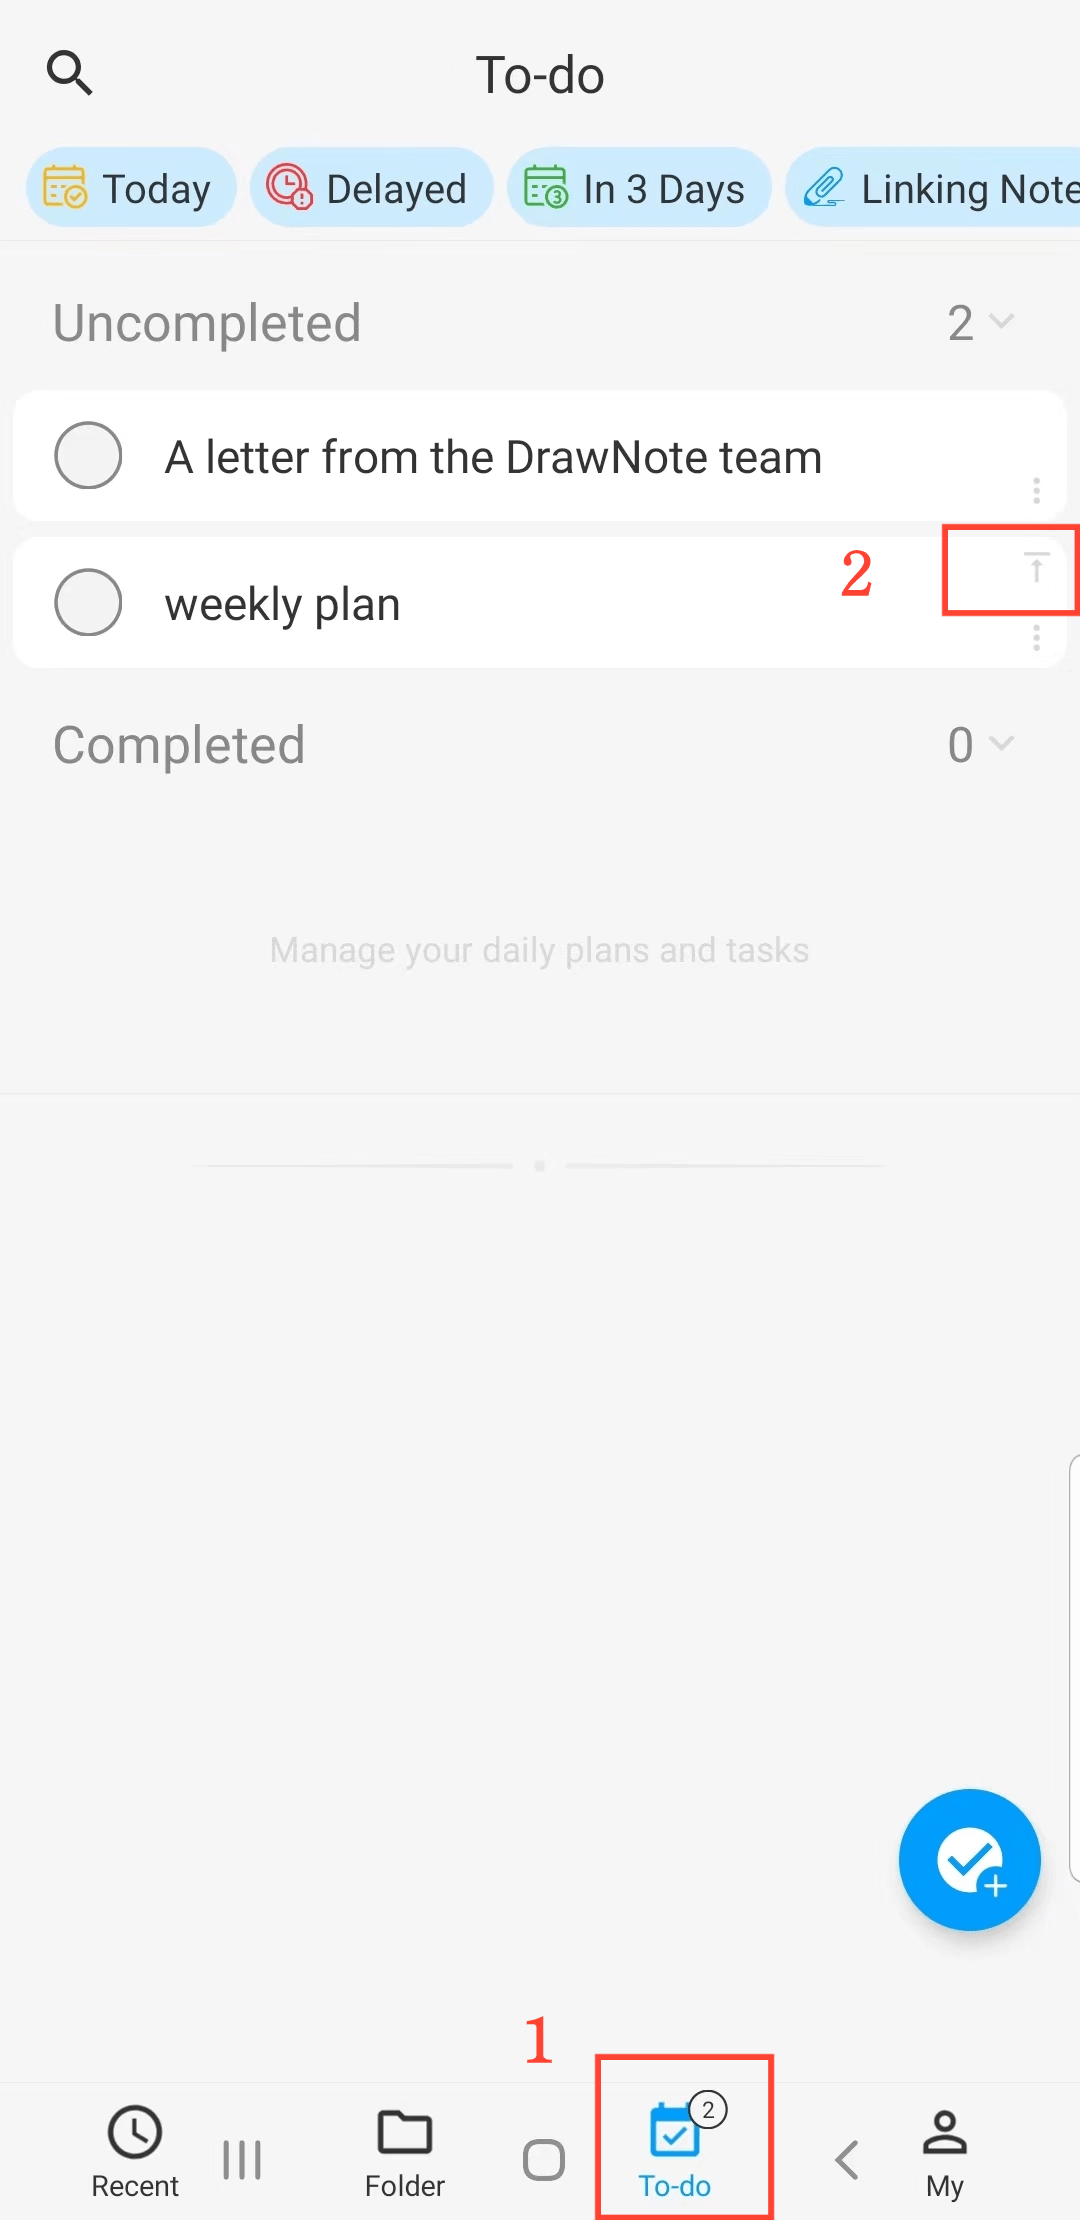 To-do
Today Delayed In 3 Days Linking Note
Uncompleted 2
A letter from the DrawNote team
2
weekly plan
Completed 0
Manage your daily plans and tasks
1
2
Recent Folder To-do My